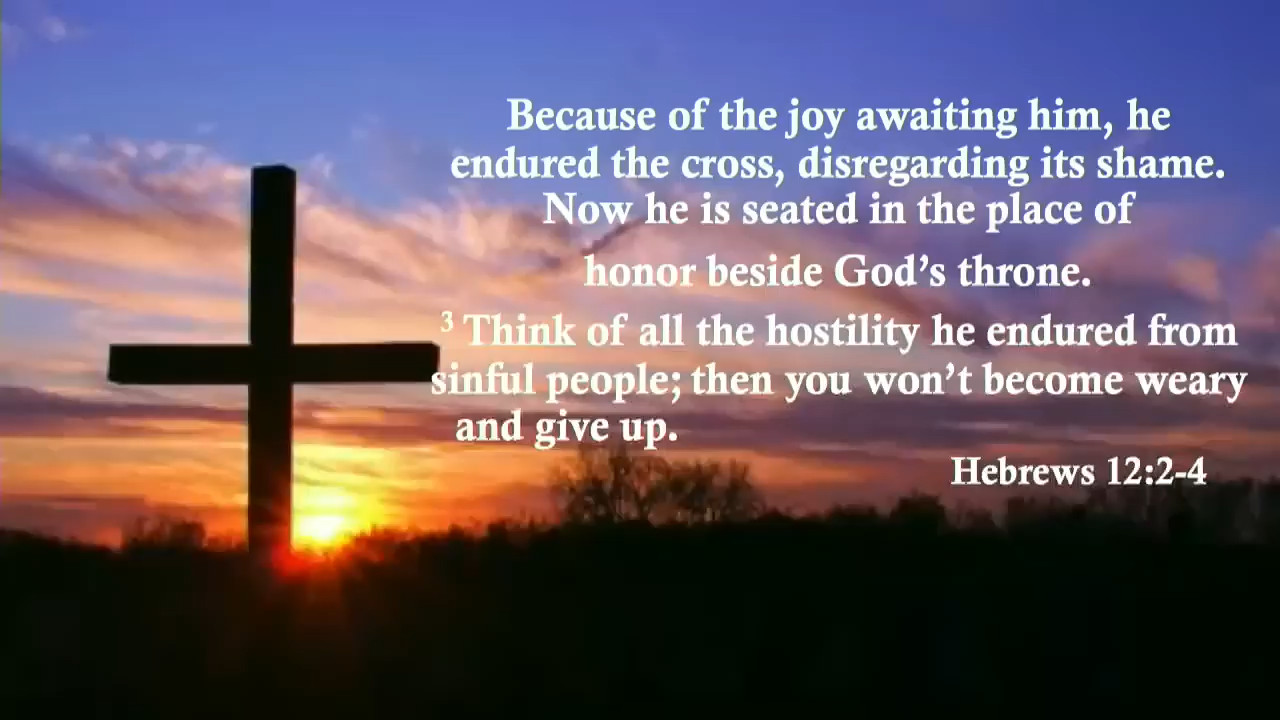 Because of the joy awaiting him, he
endured the cross, disregarding its shame.
Now he is seated in the place of
honor beside God’s throne.
3 Think of all the hostility he endured from
sinful people; then you won’t become weary
and give up.
Hebrews 12:2-4